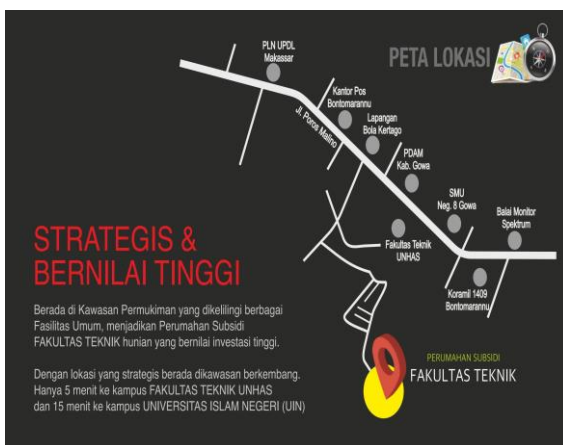 PETA LOKASI
PLN UPDL
Makassar
Kantor Pos
Bontomarannu
Lapangan
Bola Kertago
Jl. Poros Malino
PDAM
Kab. Gowa
SMU
Neg. 8 Gowa
Balai Monitor
Spektrum
Fakultas Teknik
UNHAS
Koramil 1409
Bontomarannu
STRATEGIS &
BERNILAI TINGGI
Berada di Kawasan Permukiman yang dikelilingi berbagai
Fasilitas Umum, menjadikan Perumahan Subsidi
FAKULTAS TEKNIK hunian yang bernilai investasi tinggi.
Dengan lokasi yang strategis berada dikawasan berkembang.
Hanya 5 menit ke kampus FAKULTAS TEKNIK UNHAS
dan 15 menit ke kampus UNIVERSITAS ISLAM NEGERI (UIN)
PERUMAHAN SUBSIDI
FAKULTAS TEKNIK